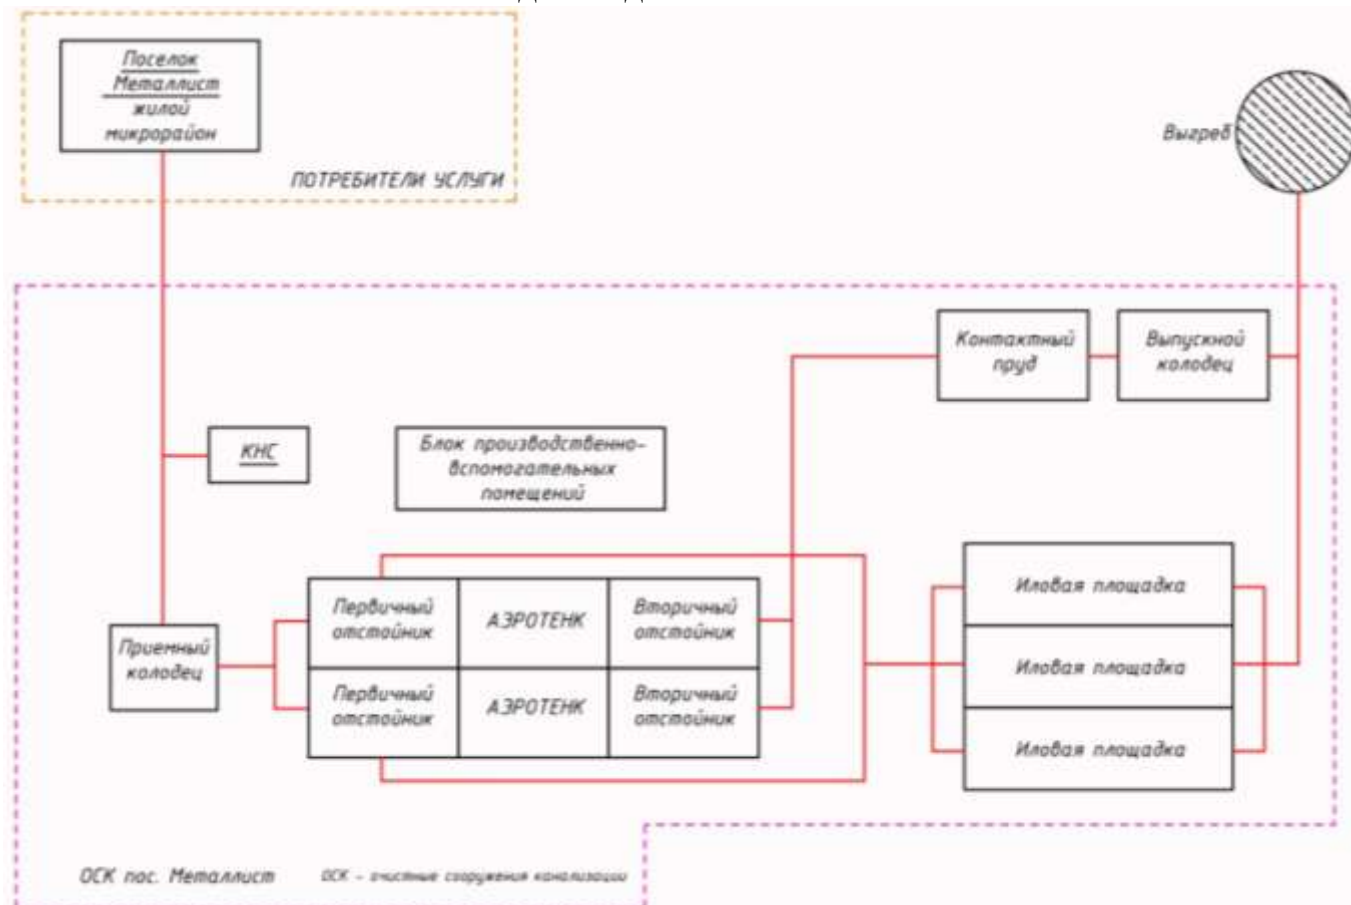 Поселок
Металлист
жилой
микрорайон
ПОТРЕБИТЕЛИ УСЛУГИ
Выгреб
Контактный
пруд
Выпускной
колодец
КНС
Блок производственно-
вспомогательных
помещений
Приемный
колодец
Первичный
отстойник
АЭРОТЕНК
Вторичный
отстойник
Первичный
отстойник
АЭРОТЕНК
Вторичный
отстойник
Иловая площадка
Иловая площадка
Иловая площадка
ОСК пос. Металлист
ОСК - очистные сооружения канализации